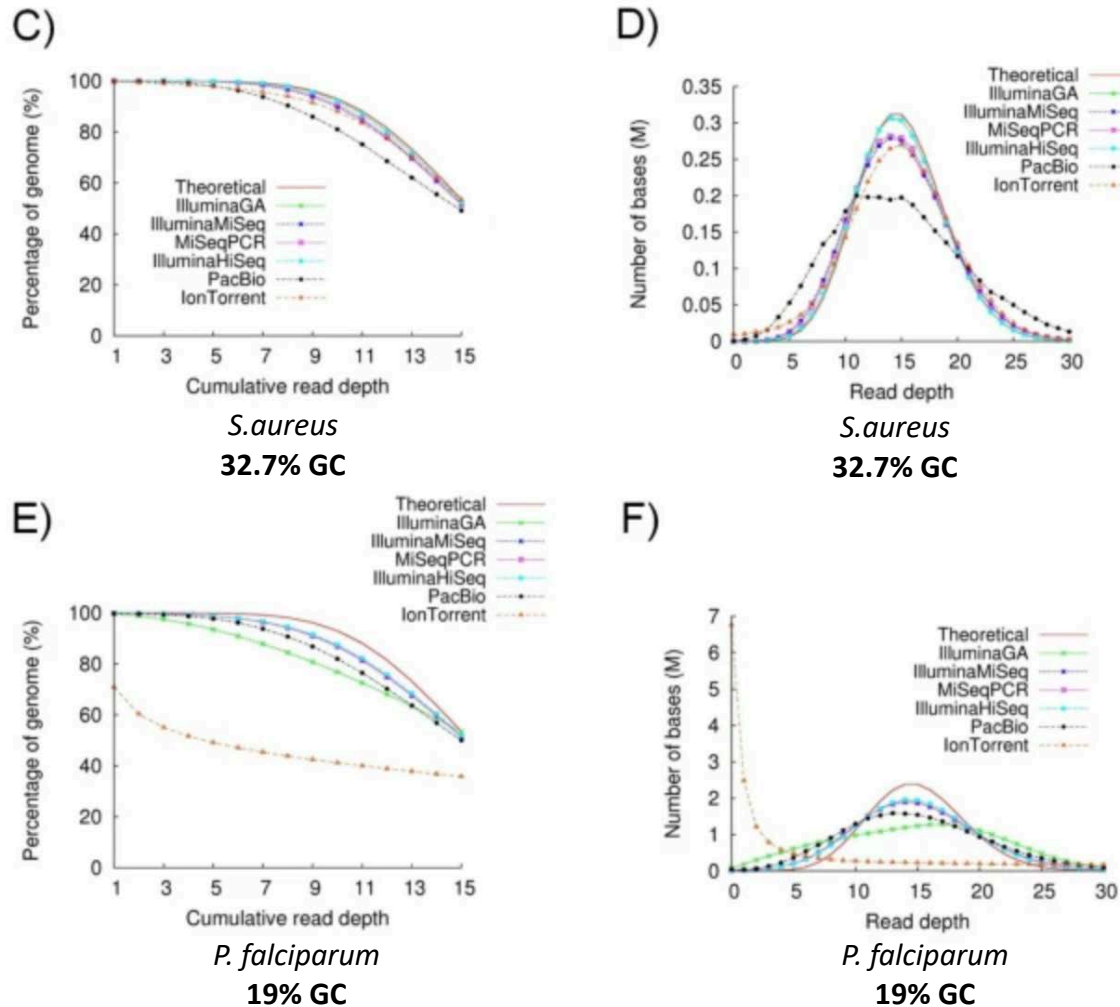 C)
Percentage of genome (%)
100
80
60
40
20
0
Theoretical
IlluminaGA
IlluminaMiSeq
MiSeqPCR
IlluminaHiSeq
PacBio
IonTorrent
1 3 5 7 9 11 13 15
Cumulative read depth
S.aureus
32.7% GC
D)
Number of bases (M)
0.35
0.3
0.25
0.2
0.15
0.1
0.05
0
Theoretical
IlluminaGA
IlluminaMiSeq
MiSeqPCR
IlluminaHiSeq
PacBio
IonTorrent
0 5 10 15 20 25 30
Read depth
S.aureus
32.7% GC
E)
Theoretical
IlluminaGA
IlluminaMiSeq
MiSeqPCR
IlluminaHiSeq
PacBio
IonTorrent
Percentage of genome (%)
100
80
60
40
20
0
1 3 5 7 9 11 13 15
Cumulative read depth
P. falciparum
19% GC
F)
Number of bases (M)
7
6
5
4
3
2
1
0
Theoretical
IlluminaGA
IlluminaMiSeq
MiSeqPCR
IlluminaHiSeq
PacBio
IonTorrent
0 5 10 15 20 25 30
Read depth
P. falciparum
19% GC